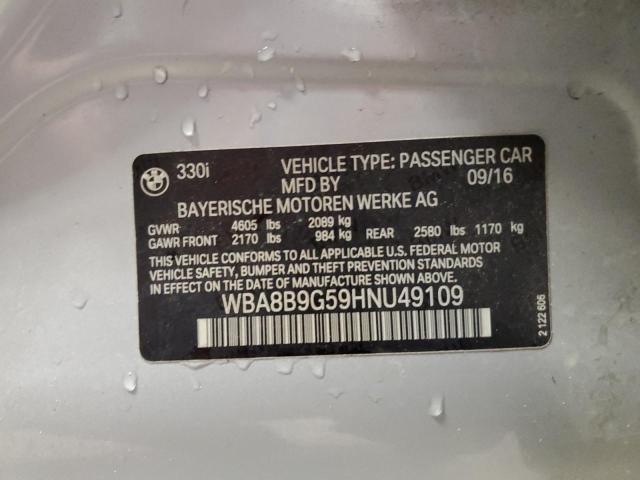 BMW 330i VEHICLE TYPE: PASSENGER CAR
MFD BY 09/16
BAYERISCHE MOTOREN WERKE AG
GVWR 4605 lbs 2089 kg
GAWR FRONT 2170 lbs 984 kg REAR 2580 lbs 1170 kg
THIS VEHICLE CONFORMS TO ALL APPLICABLE U.S. FEDERAL MOTOR
VEHICLE SAFETY, BUMPER AND THEFT PREVENTION STANDARDS
IN EFFECT ON THE DATE OF MANUFACTURE SHOWN ABOVE.
WBA8B9G59HNU49109
2 122 606